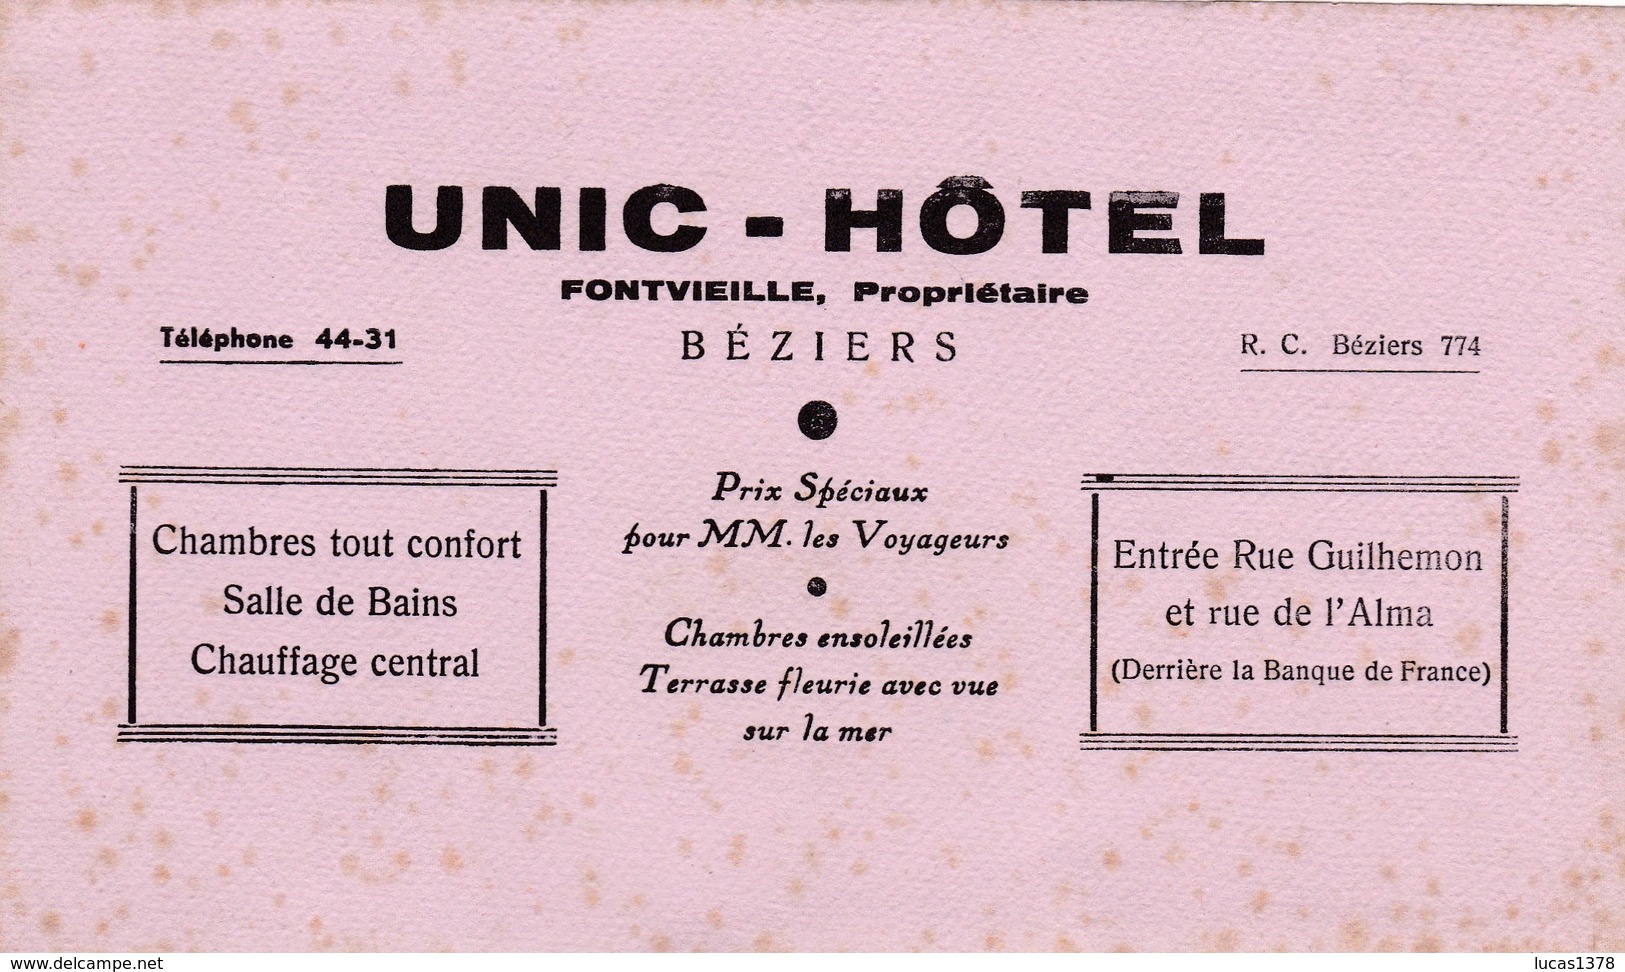 UNIC - HÔTEL
FONTVIEILLE, Propriétaire
Téléphone 44-31
BÉZIERS
R. C. Béziers 774
Chambres tout confort
Salle de Bains
Chauffage central
Prix Spéciaux
pour MM. les Voyageurs
Chambres ensoleillées
Terrasse fleurie avec vue
sur la mer
Entrée Rue Guilhemon
et rue de l'Alma
(Derrière la Banque de France)
www.delcampe.net
lucas1378